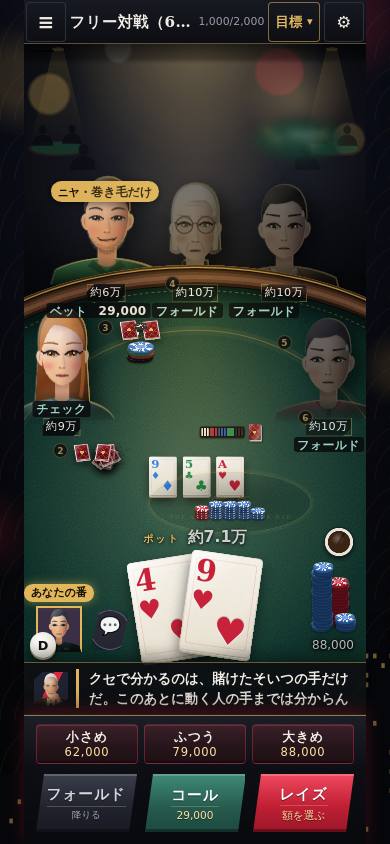 フリー対戦（6… 1,000/2,000 目標 ▾
ニヤ・巻き毛だけ
約6万
4 約10万
約10万
ベット 29,000
フォールド
フォールド
3
5
チェック
約9万
2
6
約10万
フォールド
9
5
A
ポット 約7.1万
4
9
あなたの番
D
88,000
クセで分かるのは、賭けたそいつの手だけ
だ。このあとに動く人の手までは分からん
小さめ
62,000
ふつう
79,000
大きめ
88,000
フォールド
降りる
コール
29,000
レイズ
額を選ぶ